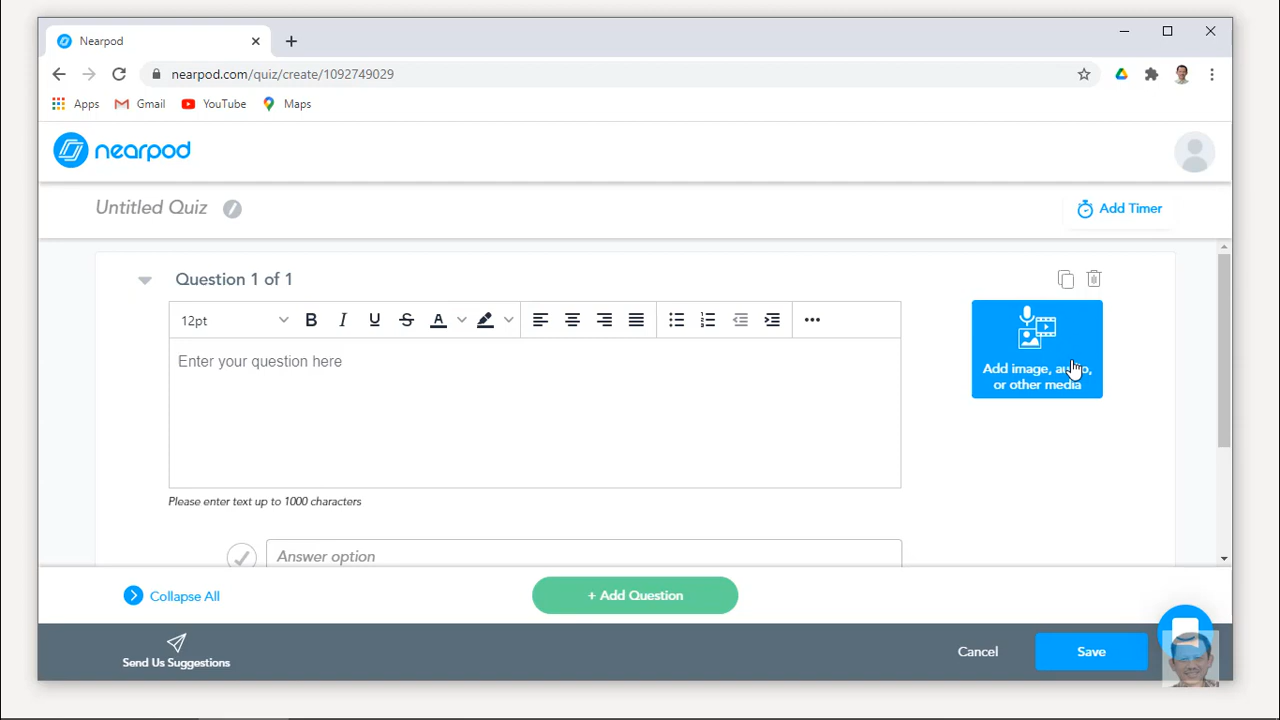 Nearpod
nearpod.com/quiz/create/1092749029
Apps Gmail YouTube Maps
nearpod
Untitled Quiz
Add Timer
Question 1 of 1
12pt
B I U S A
Enter your question here
Add image, audio,
or other media
Please enter text up to 1000 characters
Answer option
Collapse All
+ Add Question
Send Us Suggestions
Cancel
Save